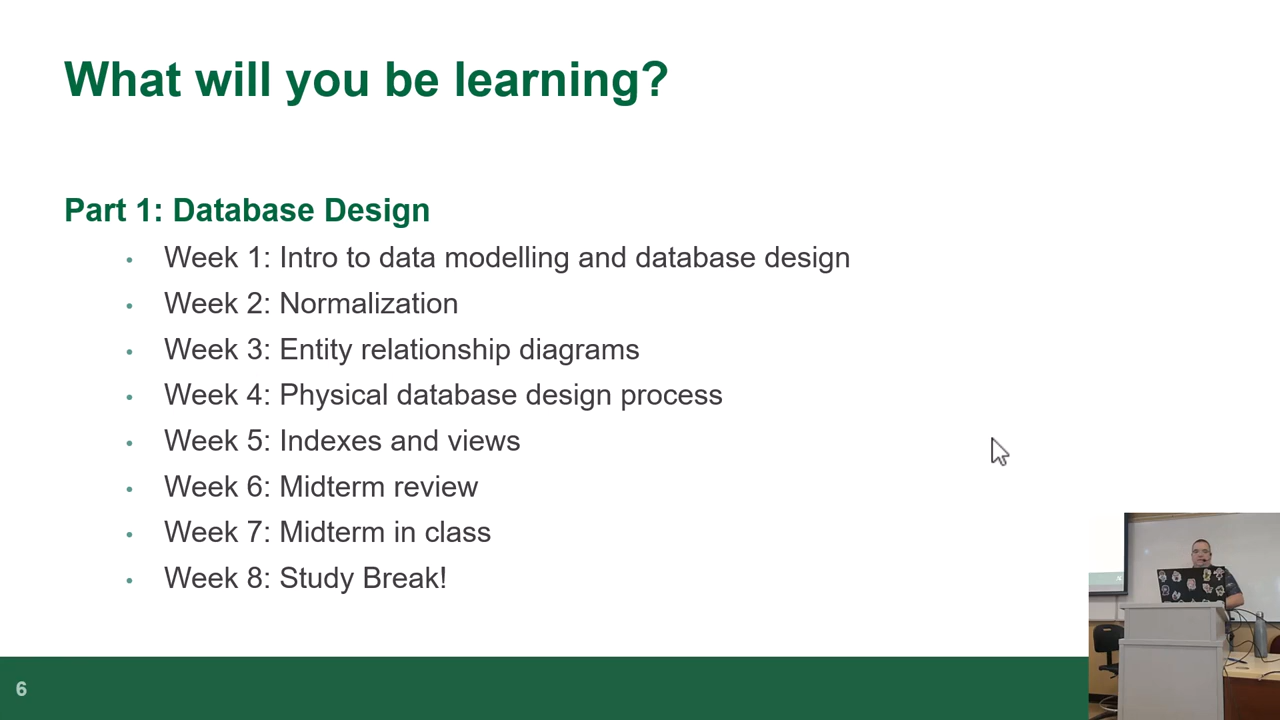 What will you be learning?
Part 1: Database Design
• Week 1: Intro to data modelling and database design
• Week 2: Normalization
• Week 3: Entity relationship diagrams
• Week 4: Physical database design process
• Week 5: Indexes and views
• Week 6: Midterm review
• Week 7: Midterm in class
• Week 8: Study Break!
6